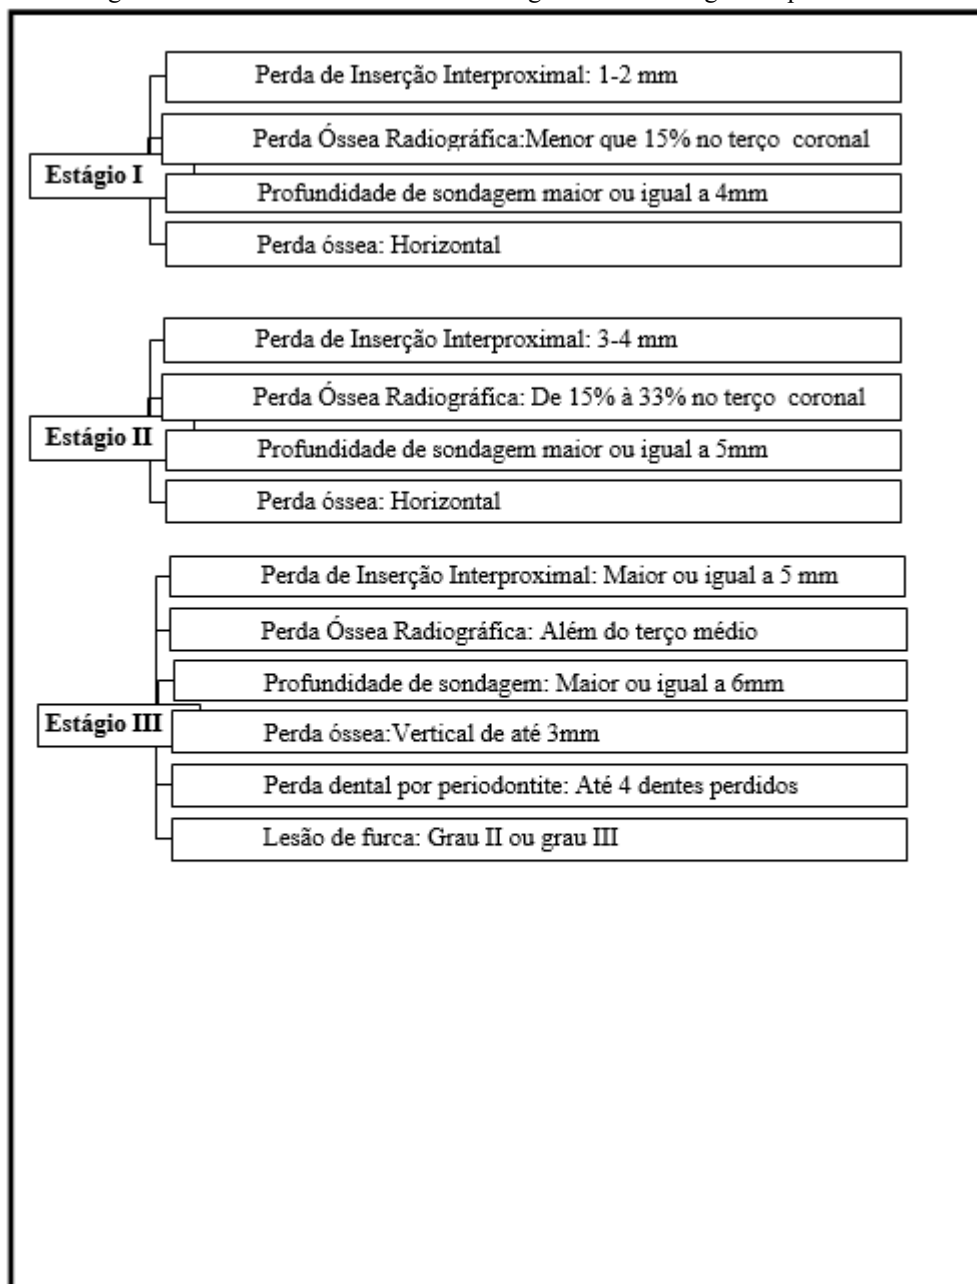 Perda de Inserção Interproximal: 1-2 mm
Perda Óssea Radiográfica:Menor que 15% no terço coronal
Estágio I
Profundidade de sondagem maior ou igual a 4mm
Perda óssea: Horizontal
Perda de Inserção Interproximal: 3-4 mm
Perda Óssea Radiográfica: De 15% à 33% no terço coronal
Estágio II
Profundidade de sondagem maior ou igual a 5mm
Perda óssea: Horizontal
Perda de Inserção Interproximal: Maior ou igual a 5 mm
Perda Óssea Radiográfica: Além do terço médio
Profundidade de sondagem: Maior ou igual a 6mm
Estágio III
Perda óssea:Vertical de até 3mm
Perda dental por periodontite: Até 4 dentes perdidos
Lesão de furca: Grau II ou grau III